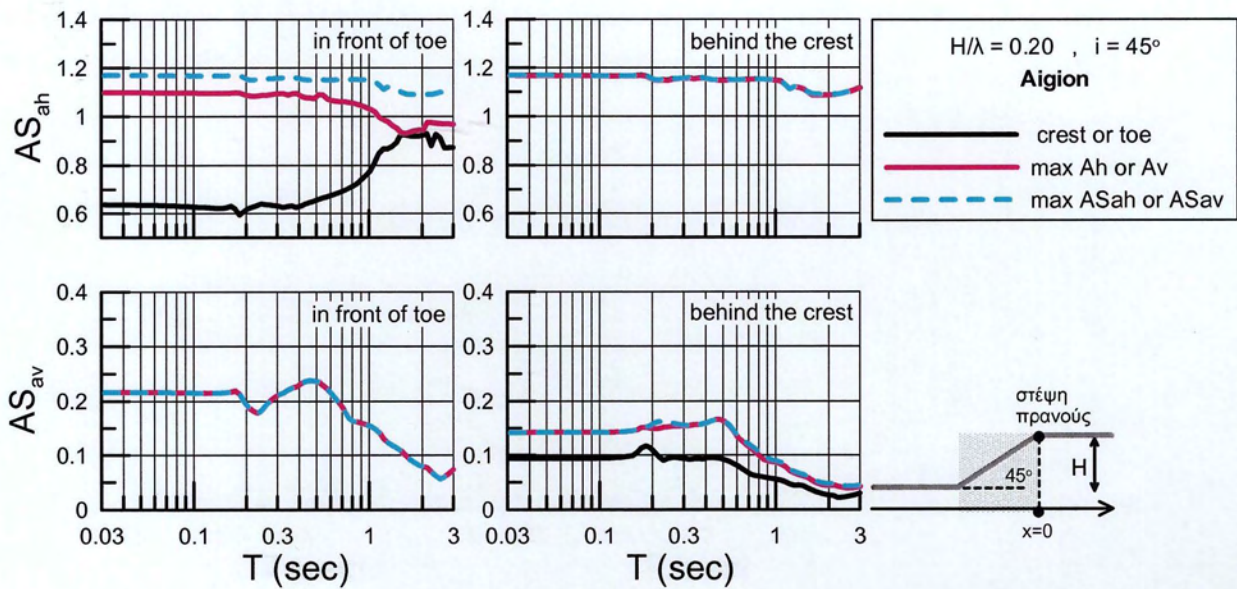 1.4
1.2
1
0.8
0.6
AS_ah
in front of toe
1.4
1.2
1
0.8
0.6
behind the crest
H/λ = 0.20 , i = 45°
Aigion
crest or toe
max Ah or Av
max ASah or ASav
0.4
0.3
0.2
0.1
0
AS_av
in front of toe
0.03 0.1 0.3 1 3
T (sec)
0.4
0.3
0.2
0.1
0
behind the crest
0.03 0.1 0.3 1 3
T (sec)
στέψη
πρανούς
45°
H
x=0